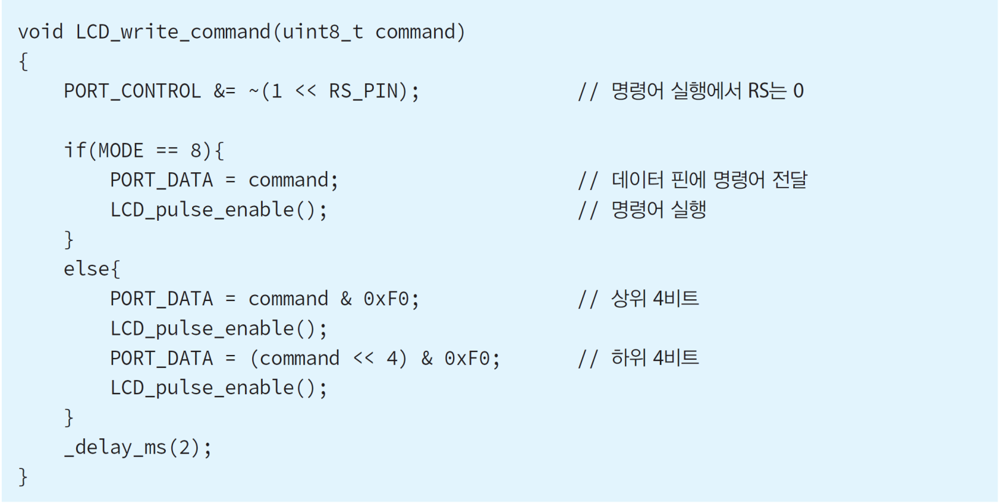 void LCD_write_command(uint8_t command)
{
    PORT_CONTROL &= ~(1 << RS_PIN);              // 명령어 실행에서 RS는 0
    if(MODE == 8){
        PORT_DATA = command;                     // 데이터 핀에 명령어 전달
        LCD_pulse_enable();                      // 명령어 실행
    }
    else{
        PORT_DATA = command & 0xF0;              // 상위 4비트
        LCD_pulse_enable();
        PORT_DATA = (command << 4) & 0xF0;       // 하위 4비트
        LCD_pulse_enable();
    }
    _delay_ms(2);
}